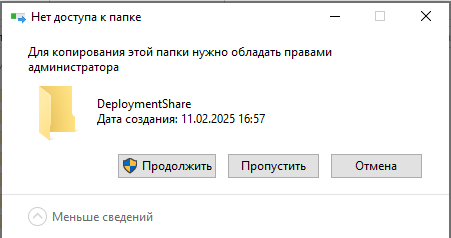 Нет доступа к папке
Для копирования этой папки нужно обладать правами
администратора
DeploymentShare
Дата создания: 11.02.2025 16:57
Продолжить
Пропустить
Отмена
Меньше сведений